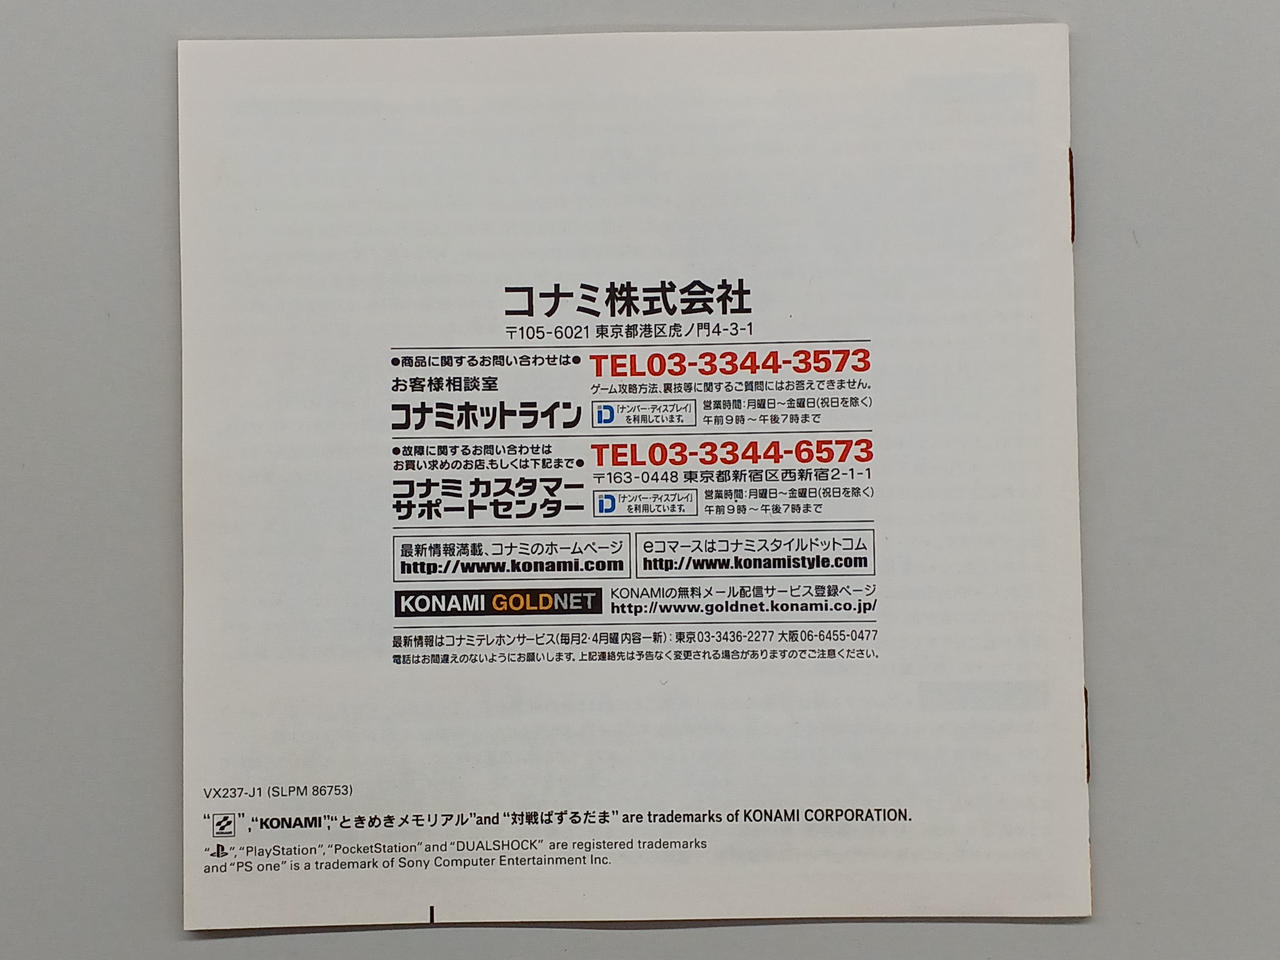 コナミ株式会社
〒105-6021 東京都港区虎ノ門4-3-1
●商品に関するお問い合わせは●
お客様相談室
コナミホットライン
TEL03-3344-3573
ゲーム攻略方法、裏技等に関するご質問にはお答えできません。
iD 「ナンバー・ディスプレイ」
を利用しています。
営業時間：月曜日〜金曜日(祝日を除く)
午前9時〜午後7時まで
●故障に関するお問い合わせは
お買い求めのお店、もしくは下記まで●
コナミ カスタマー
サポートセンター
TEL03-3344-6573
〒163-0448 東京都新宿区西新宿2-1-1
iD 「ナンバー・ディスプレイ」
を利用しています。
営業時間：月曜日〜金曜日(祝日を除く)
午前9時〜午後7時まで
最新情報満載、コナミのホームページ
http://www.konami.com
eコマースはコナミスタイルドットコム
http://www.konamistyle.com
KONAMI GOLDNET
KONAMIの無料メール配信サービス登録ページ
http://www.goldnet.konami.co.jp/
最新情報はコナミテレホンサービス(毎月2・4月曜内容一新)：東京03-3436-2277 大阪06-6455-0477
電話はお間違えのないようにお願いします。上記連絡先は予告なく変更される場合がありますのでご注意ください。
VX237-J1 (SLPM 86753)
“KONAMI”,“KONAMI”,“ときめきメモリアル”and “対戦ぱずるだま” are trademarks of KONAMI CORPORATION.
“PS”,“PlayStation”,“PocketStation” and “DUALSHOCK” are registered trademarks
and “PS one” is a trademark of Sony Computer Entertainment Inc.